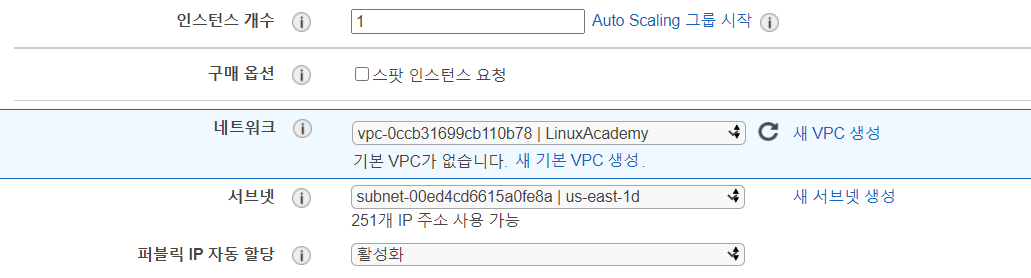 인스턴스 개수 1 Auto Scaling 그룹 시작
구매 옵션 스팟 인스턴스 요청
네트워크 vpc-0ccb31699cb110b78 | LinuxAcademy 새 VPC 생성
기본 VPC가 없습니다. 새 기본 VPC 생성.
서브넷 subnet-00ed4cd6615a0fe8a | us-east-1d 새 서브넷 생성
251개 IP 주소 사용 가능
퍼블릭 IP 자동 할당 활성화